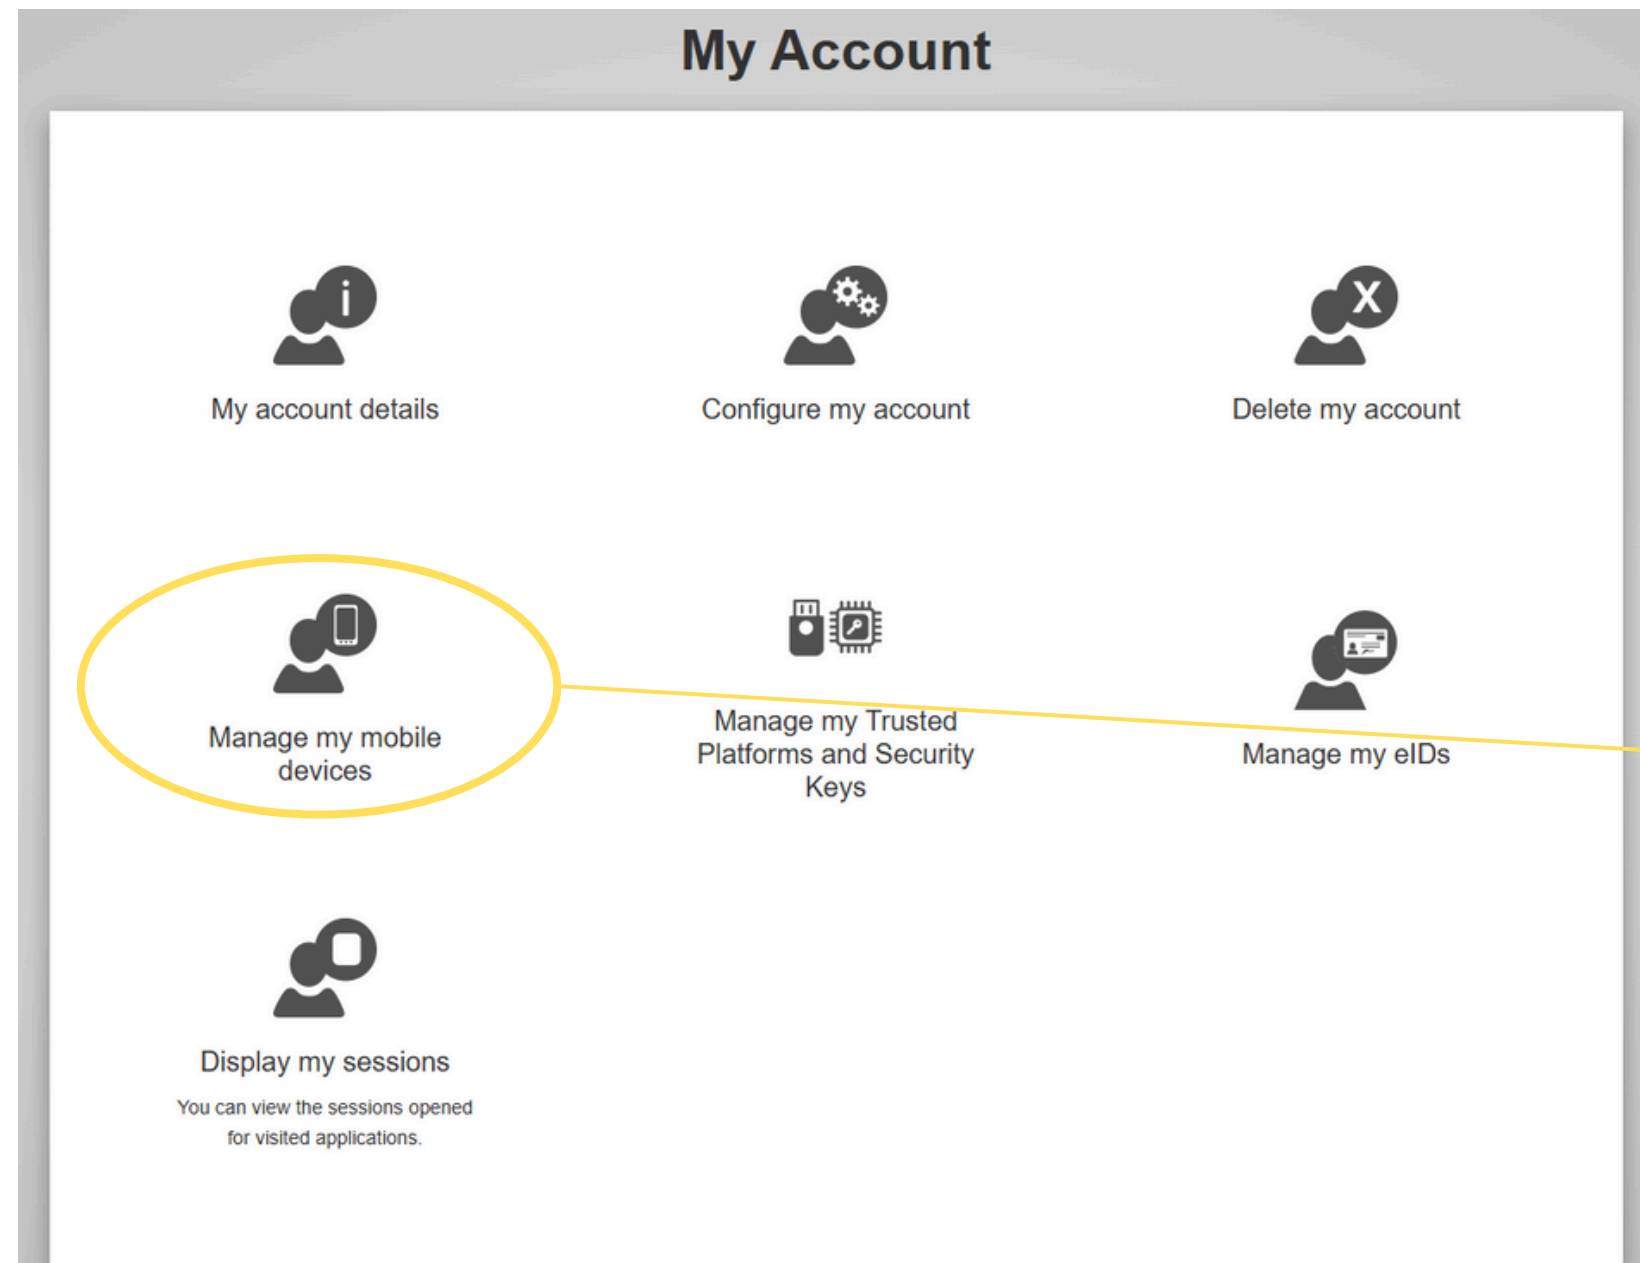 My Account
My account details
Configure my account
Delete my account
Manage my mobile
devices
Manage my Trusted
Platforms and Security
Keys
Manage my eIDs
Display my sessions
You can view the sessions opened
for visited applications.